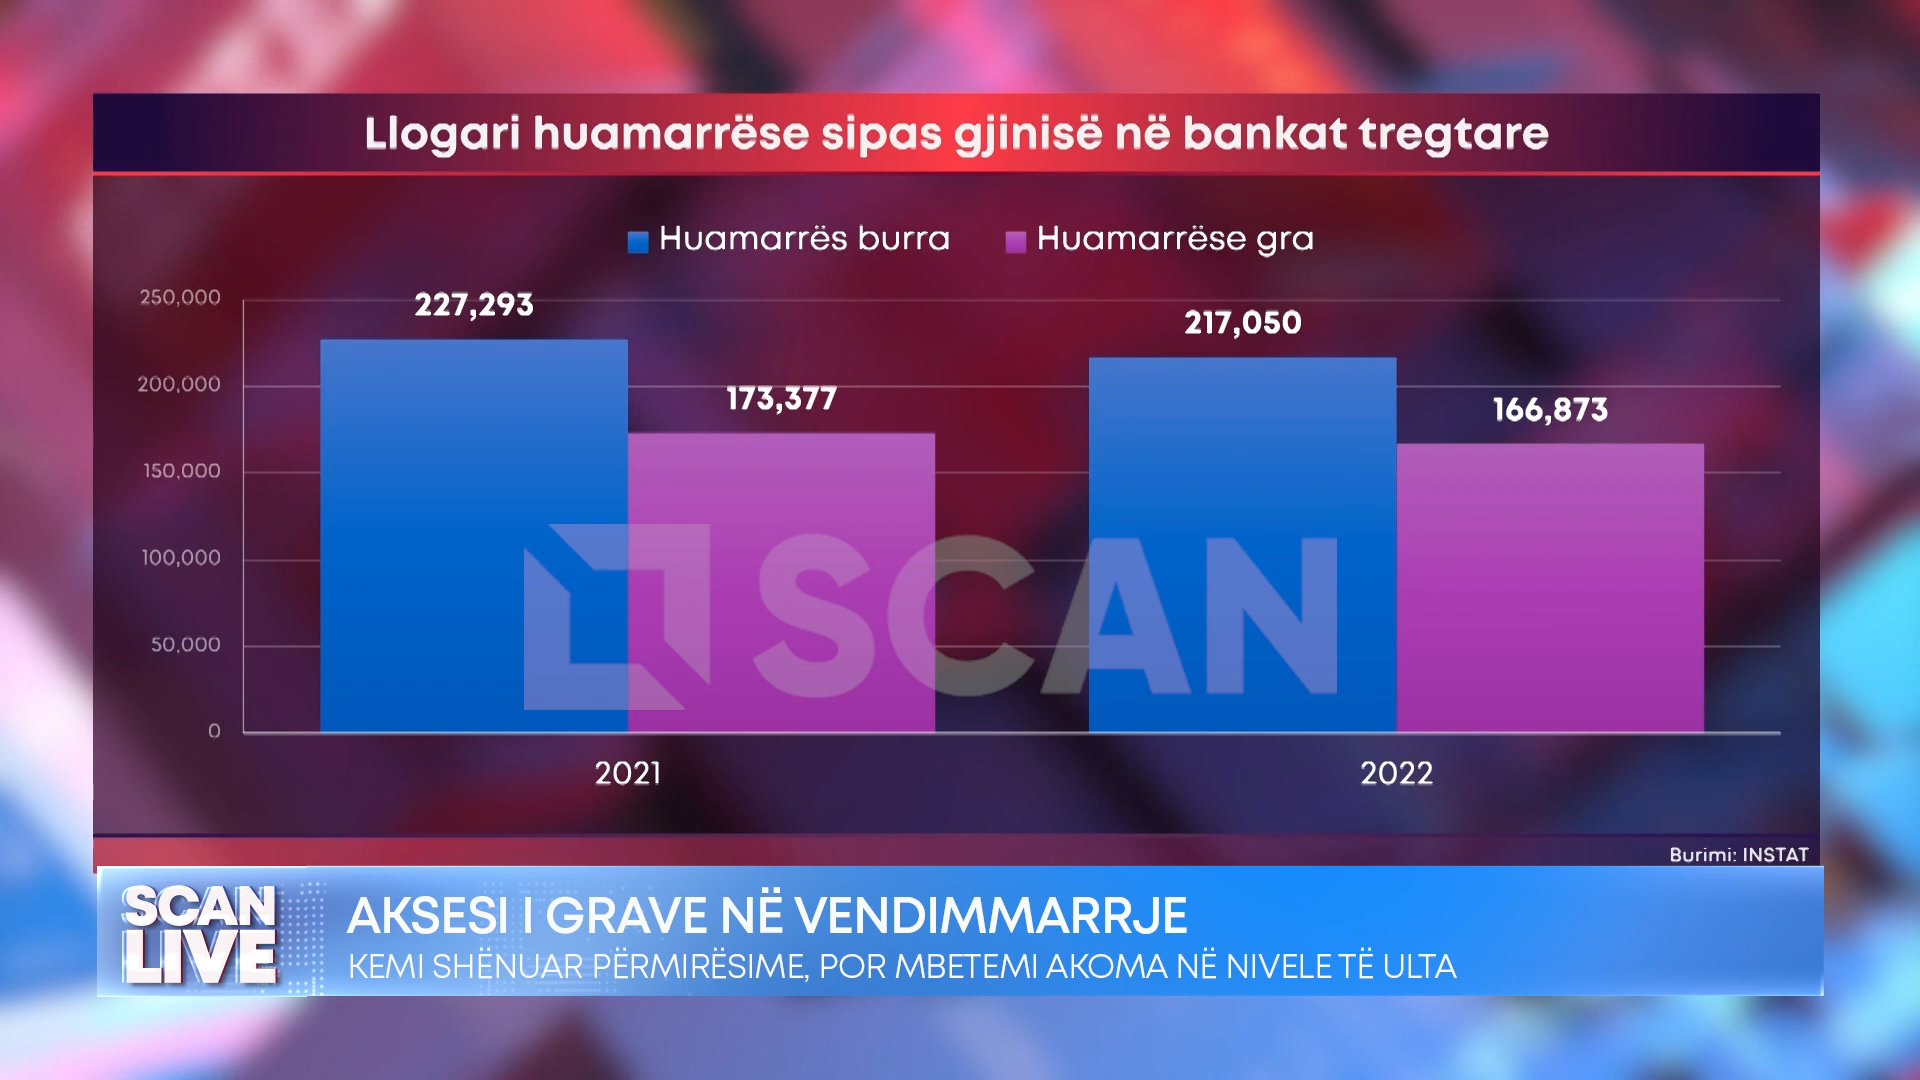 Llogari huamarrëse sipas gjinisë në bankat tregtare
Huamarrës burra Huamarrëse gra
250,000
200,000
150,000
100,000
50,000
0
227,293
173,377
217,050
166,873
SCAN
2021 2022
Burimi: INSTAT
SCAN
LIVE
AKSESI I GRAVE NË VENDIMMARRJE
KEMI SHËNUAR PËRMIRËSIME, POR MBETEMI AKOMA NË NIVELE TË ULTA